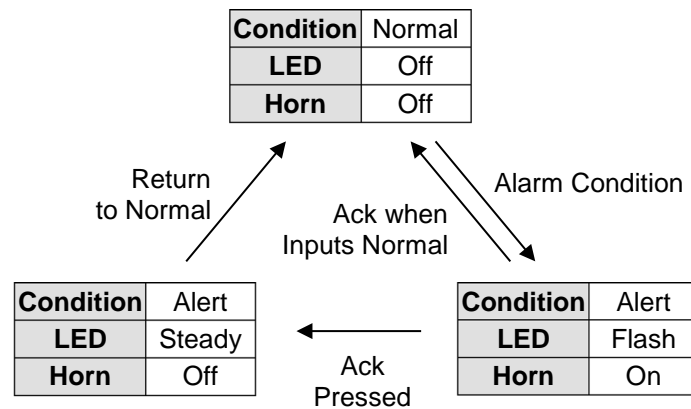 Condition Normal
LED Off
Horn Off
Return
to Normal
Ack when
Inputs Normal
Alarm Condition
Condition Alert
LED Steady
Horn Off
Ack
Pressed
Condition Alert
LED Flash
Horn On